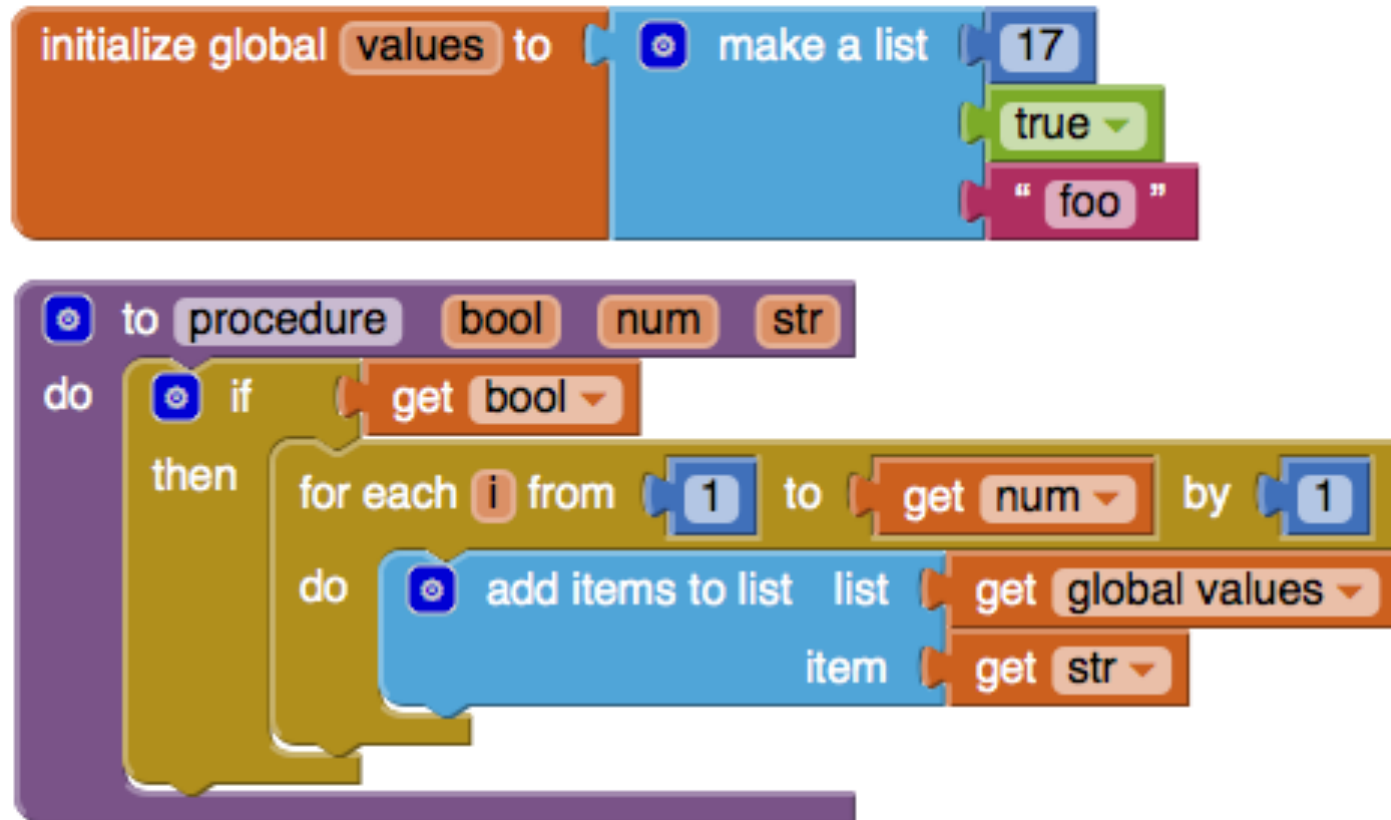 initialize global values to make a list 17
true
“ foo ”
to procedure bool num str
do if get bool
then for each i from 1 to get num by 1
do add items to list list get global values
item get str